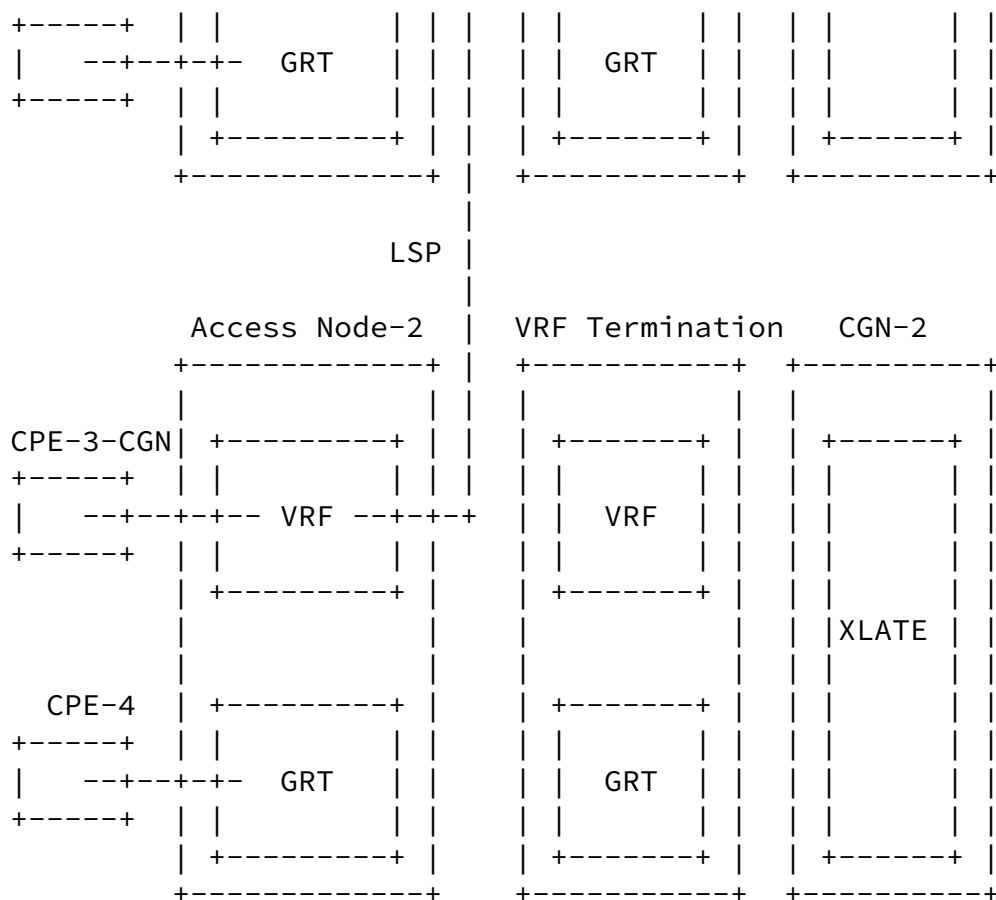 GRT GRT
LSP
Access Node-2 VRF Termination CGN-2
CPE-3-CGN
VRF VRF
XLATE
CPE-4
GRT GRT